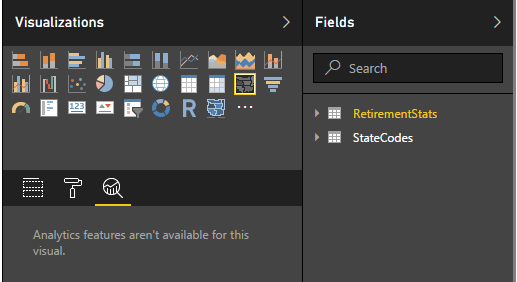 Visualizations
Fields
Search
RetirementStats
StateCodes
123
R
Analytics features aren't available for this
visual.